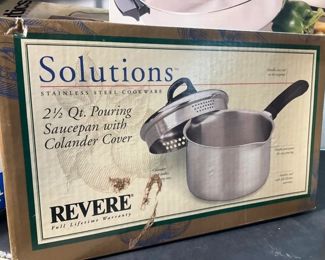 Solutions
STAINLESS STEEL COOKWARE
2½ Qt. Pouring
Saucepan with
Colander Cover
REVERE
Full Lifetime Warranty